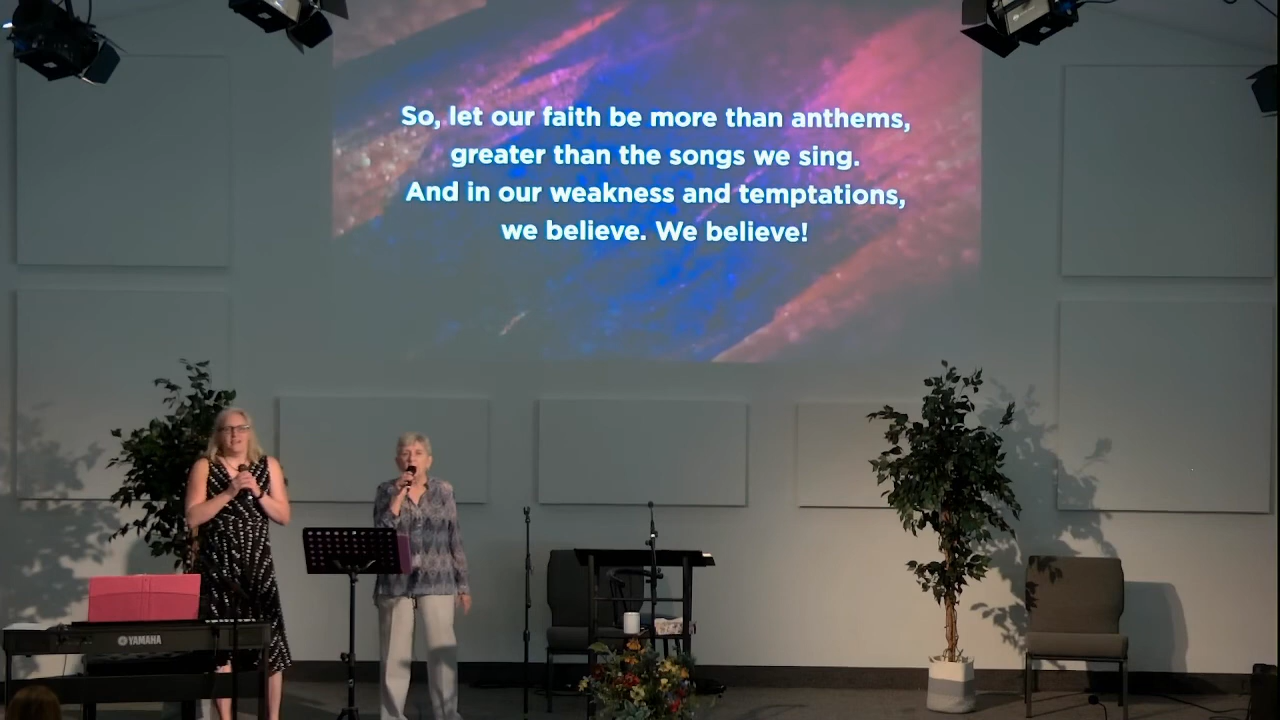 So, let our faith be more than anthems,
greater than the songs we sing.
And in our weakness and temptations,
we believe. We believe!
YAMAHA